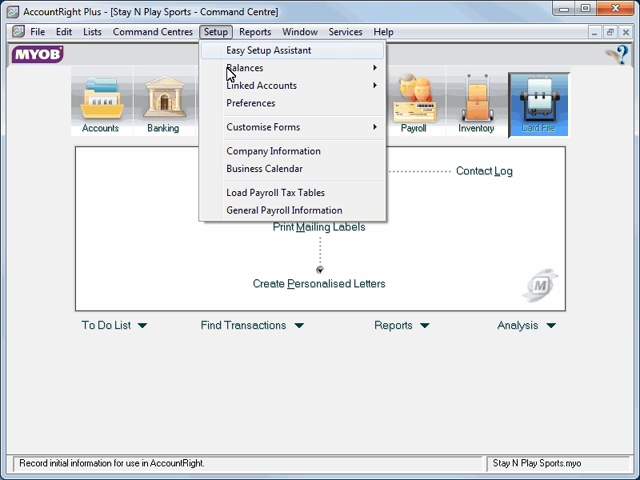 AccountRight Plus - [Stay N Play Sports - Command Centre]
File Edit Lists Command Centres Setup Reports Window Services Help
MYOB
Easy Setup Assistant
Balances
Linked Accounts
Preferences
Customise Forms
Company Information
Business Calendar
Load Payroll Tax Tables
General Payroll Information
Accounts Banking Payroll Inventory Card File
Contact Log
Print Mailing Labels
Create Personalised Letters
M
To Do List Find Transactions Reports Analysis
Record initial information for use in AccountRight. Stay N Play Sports.myo